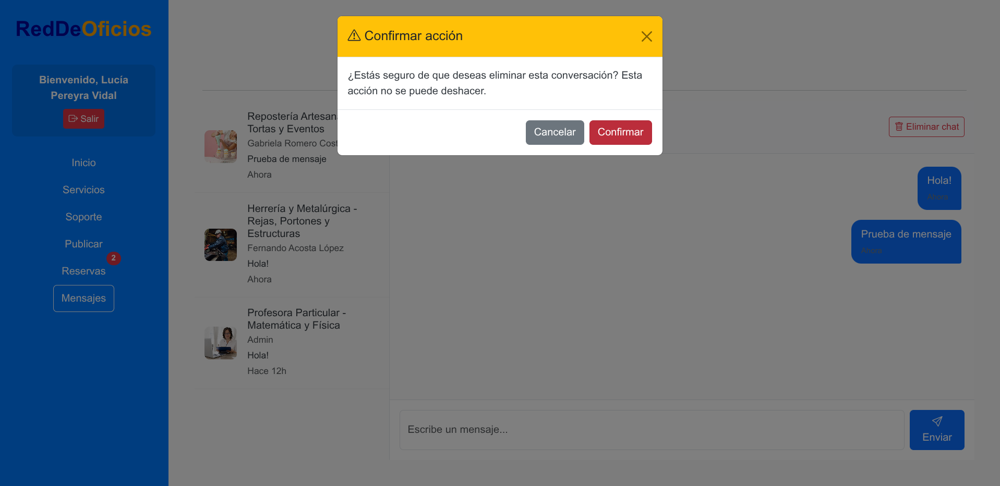 RedDeOficios
Bienvenido, Lucía
Pereyra Vidal
Salir
Inicio
Servicios
Soporte
Publicar
2
Reservas
Mensajes
Confirmar acción
¿Estás seguro de que deseas eliminar esta conversación? Esta
acción no se puede deshacer.
Cancelar
Confirmar
Repostería Artesan
Tortas y Eventos
Gabriela Romero Cost
Prueba de mensaje
Ahora
Herrería y Metalúrgica -
Rejas, Portones y
Estructuras
Fernando Acosta López
Hola!
Ahora
Profesora Particular -
Matemática y Física
Admin
Hola!
Hace 12h
Eliminar chat
Hola!
Ahora
Prueba de mensaje
Ahora
Escribe un mensaje...
Enviar